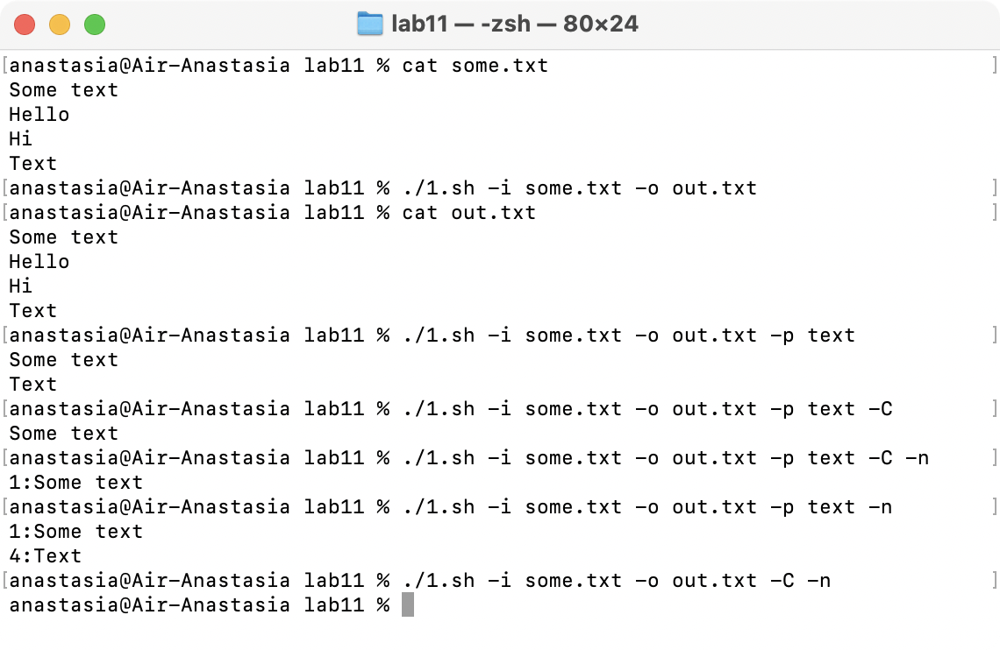 lab11 — -zsh — 80×24
[anastasia@Air-Anastasia lab11 % cat some.txt ]
Some text
Hello
Hi
Text
[anastasia@Air-Anastasia lab11 % ./1.sh -i some.txt -o out.txt ]
[anastasia@Air-Anastasia lab11 % cat out.txt ]
Some text
Hello
Hi
Text
[anastasia@Air-Anastasia lab11 % ./1.sh -i some.txt -o out.txt -p text ]
Some text
Text
[anastasia@Air-Anastasia lab11 % ./1.sh -i some.txt -o out.txt -p text -C ]
Some text
[anastasia@Air-Anastasia lab11 % ./1.sh -i some.txt -o out.txt -p text -C -n ]
1:Some text
[anastasia@Air-Anastasia lab11 % ./1.sh -i some.txt -o out.txt -p text -n ]
1:Some text
4:Text
[anastasia@Air-Anastasia lab11 % ./1.sh -i some.txt -o out.txt -C -n ]
anastasia@Air-Anastasia lab11 %